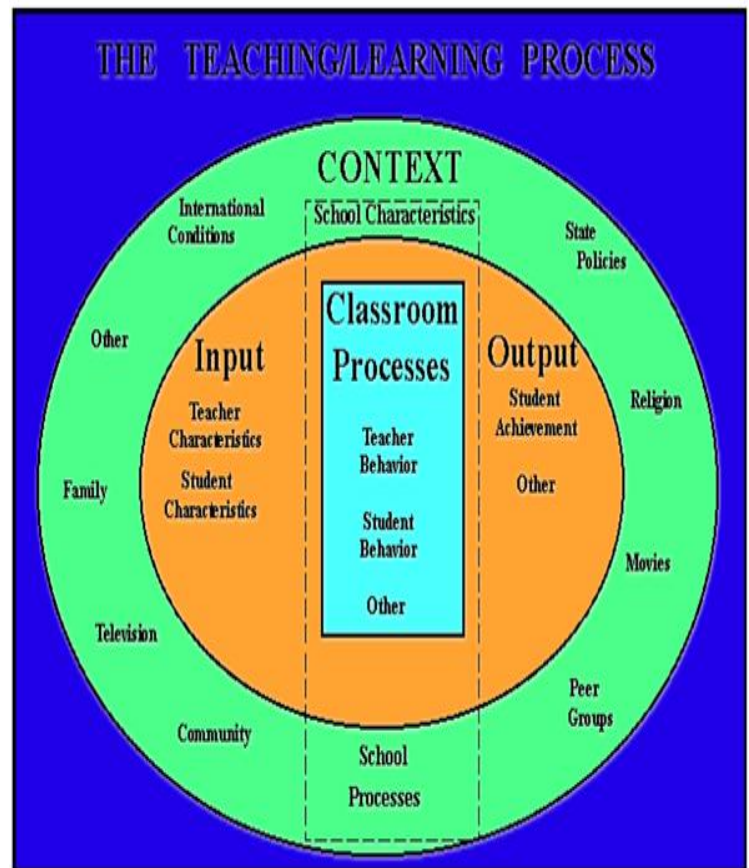 THE TEACHING/LEARNING PROCESS
CONTEXT
School Characteristics
International
Conditions
State
Policies
Other
Religion
Family
Movies
Television
Peer
Groups
Community
School
Processes
Input
Teacher
Characteristics
Student
Characteristics
Classroom
Processes
Teacher
Behavior
Student
Behavior
Other
Output
Student
Achievement
Other